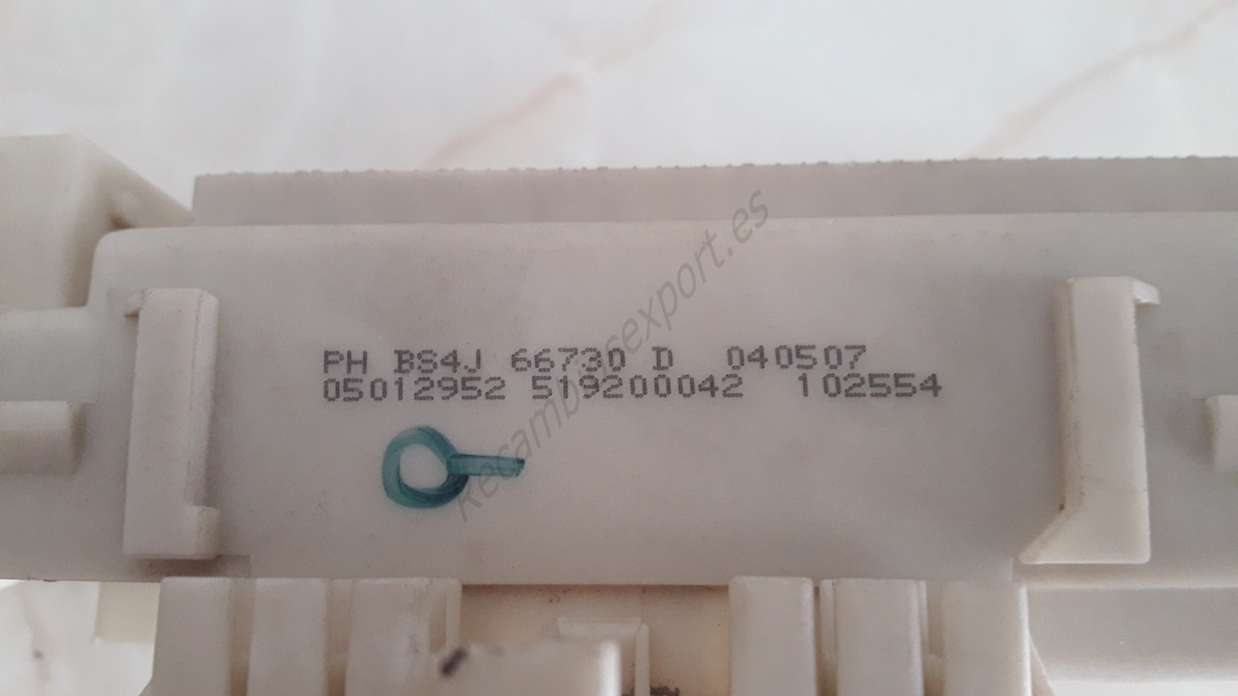 PH BS4J 66730 D 040507
05012952 519200042 102554
Recambiosexport.es